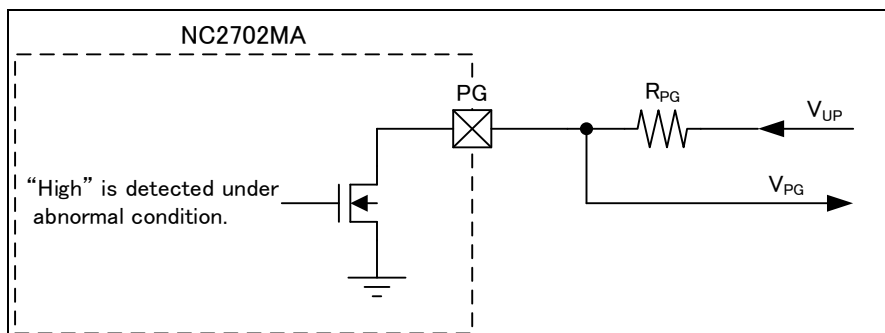 NC2702MA
PG
R_PG
V_UP
V_PG
“High” is detected under
abnormal condition.